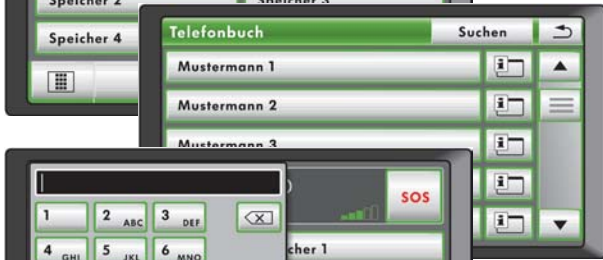 Speicher 2 Speicher 3
Speicher 4
Telefonbuch Suchen
Mustermann 1
Mustermann 2
Mustermann 3
SOS
1 2 ABC 3 DEF
cher 1
4 GHI 5 JKL 6 MNO